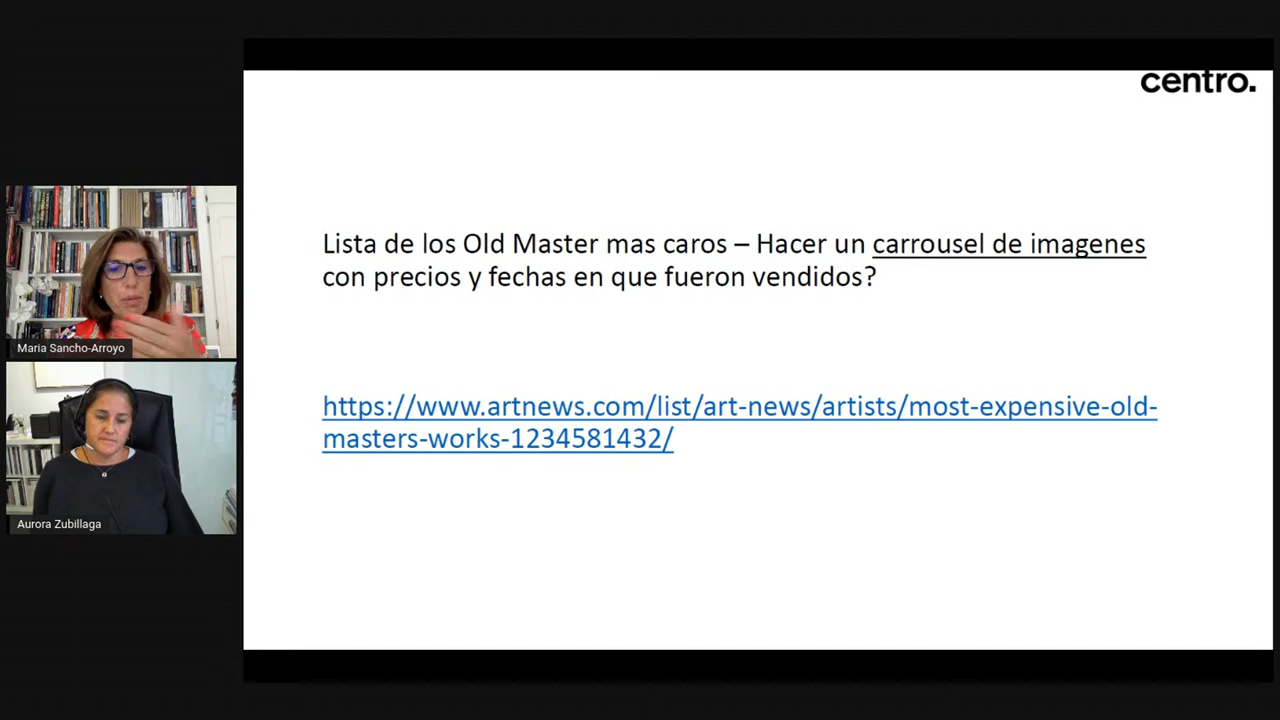 centro.
Lista de los Old Master mas caros – Hacer un carrousel de imagenes
con precios y fechas en que fueron vendidos?
https://www.artnews.com/list/art-news/artists/most-expensive-old-
masters-works-1234581432/
Maria Sancho-Arroyo
Aurora Zubillaga